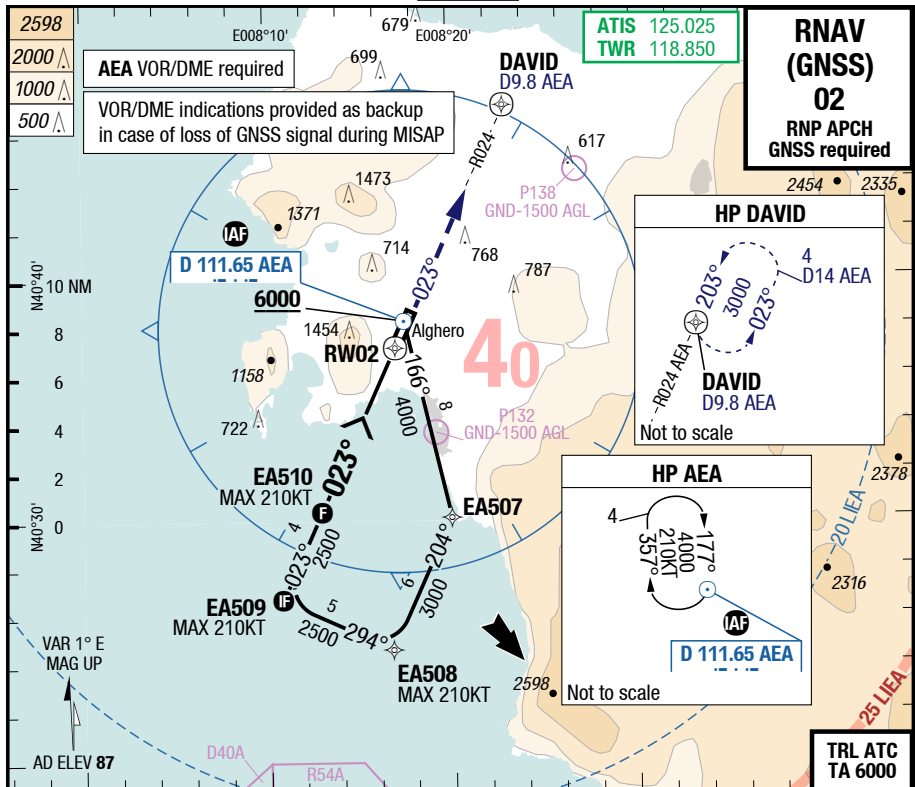 2598
2000
1000
500
E008°10'
679
E008°20'
699
AEA VOR/DME required
VOR/DME indications provided as backup
in case of loss of GNSS signal during MISAP
ATIS 125.025
TWR 118.850
RNAV
(GNSS)
02
RNP APCH
GNSS required
DAVID
D9.8 AEA
R024
617
P138
GND-1500 AGL
1473
1371
IAF
D 111.65 AEA
714
768
787
023°
2454
2335
HP DAVID
4
D14 AEA
203°
3000
023°
R024 AEA
DAVID
D9.8 AEA
Not to scale
N40°40'
10 NM
8
6
4
2
0
N40°30'
6000
Alghero
1454
RW02
1158
722
40
166°
4000
8
P132
GND-1500 AGL
023°
EA510
MAX 210KT
F
EA507
4
023°
2500
204°
3000
6
EA509
MAX 210KT
IF
5
2500
294°
EA508
MAX 210KT
HP AEA
4
177°
4000
210KT
357°
IAF
D 111.65 AEA
Not to scale
2378
20 LIEA
2316
2598
25 LIEA
VAR 1° E
MAG UP
AD ELEV 87
D40A
R54A
TRL ATC
TA 6000